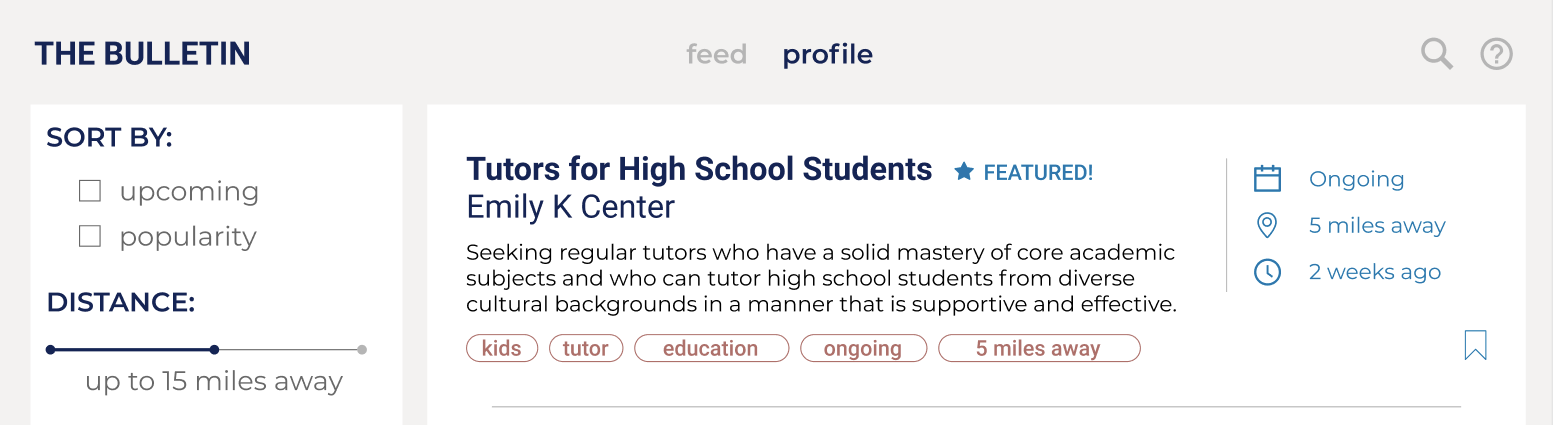 THE BULLETIN
feed profile
?
SORT BY:
upcoming
popularity
DISTANCE:
up to 15 miles away
Tutors for High School Students ★ FEATURED!
Emily K Center
Seeking regular tutors who have a solid mastery of core academic
subjects and who can tutor high school students from diverse
cultural backgrounds in a manner that is supportive and effective.
kids tutor education ongoing 5 miles away
Ongoing
5 miles away
2 weeks ago